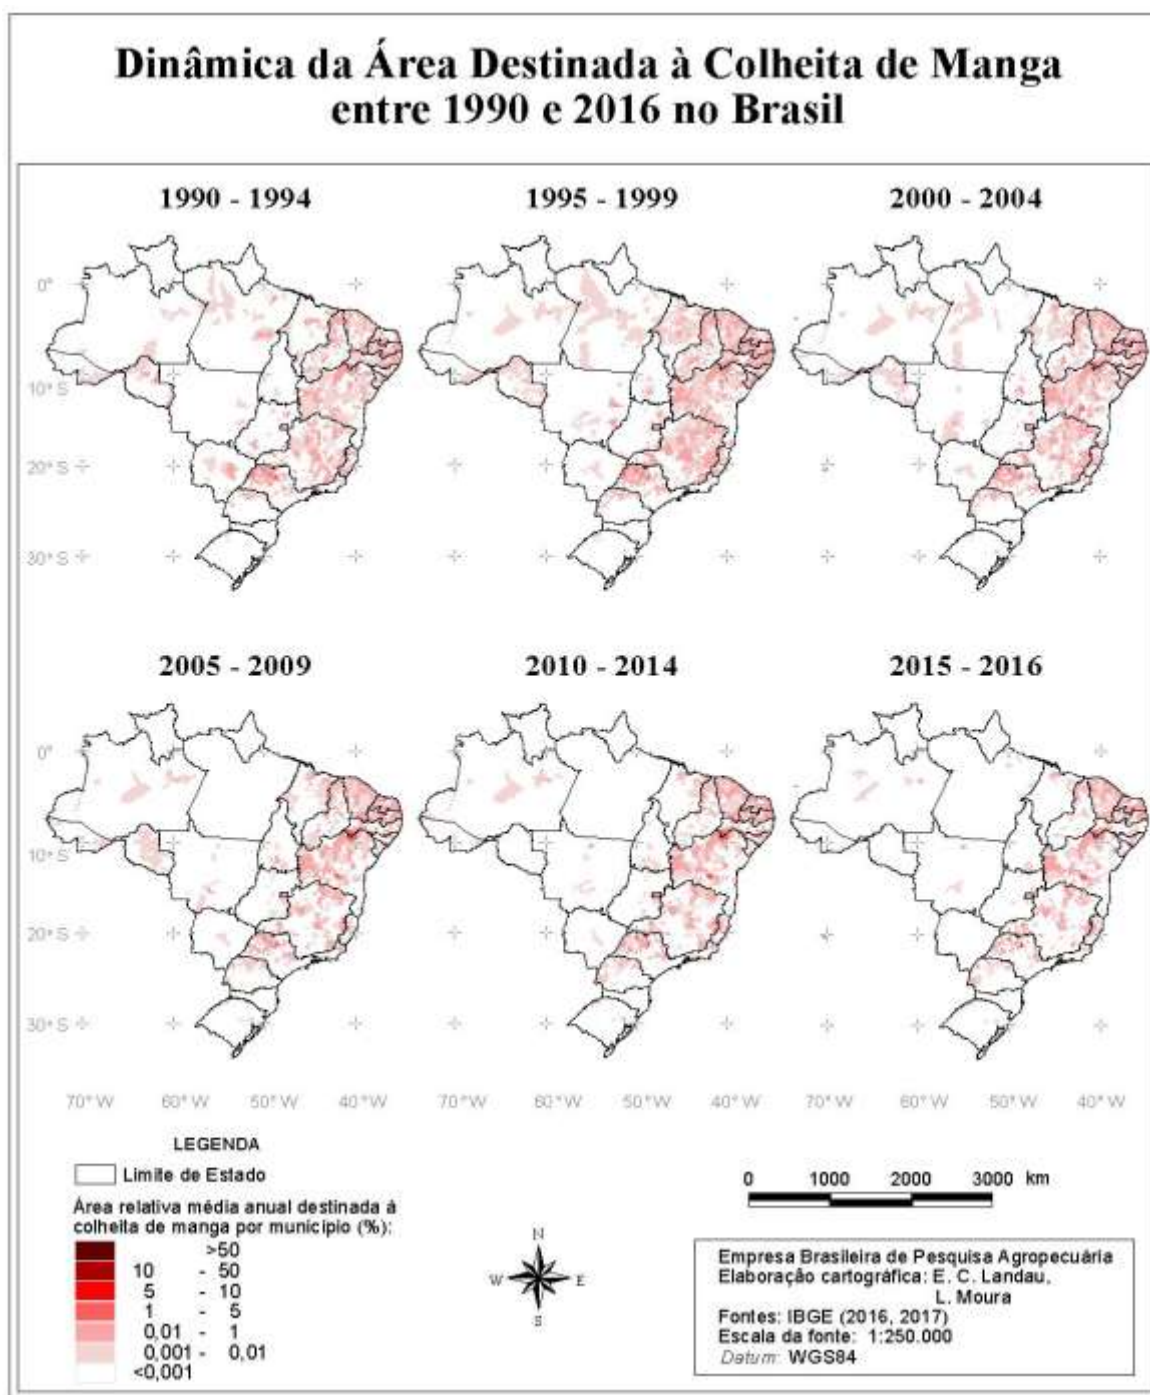 Dinâmica da Área Destinada à Colheita de Manga
entre 1990 e 2016 no Brasil
1990 - 1994
1995 - 1999
2000 - 2004
0°
10° S
20° S
30° S
2005 - 2009
2010 - 2014
2015 - 2016
0°
10° S
20° S
30° S
70° W 60° W 50° W 40° W 70° W 60° W 50° W 40° W 70° W 60° W 50° W 40° W
LEGENDA
Limite de Estado
Área relativa média anual destinada à
colheita de manga por município (%):
>50
10 - 50
5 - 10
1 - 5
0,01 - 1
0,001 - 0,01
<0,001
N
W E
S
0 1000 2000 3000 km
Empresa Brasileira de Pesquisa Agropecuária
Elaboração cartográfica: E. C. Landau,
L. Moura
Fontes: IBGE (2016, 2017)
Escala da fonte: 1:250.000
Datum: WGS84